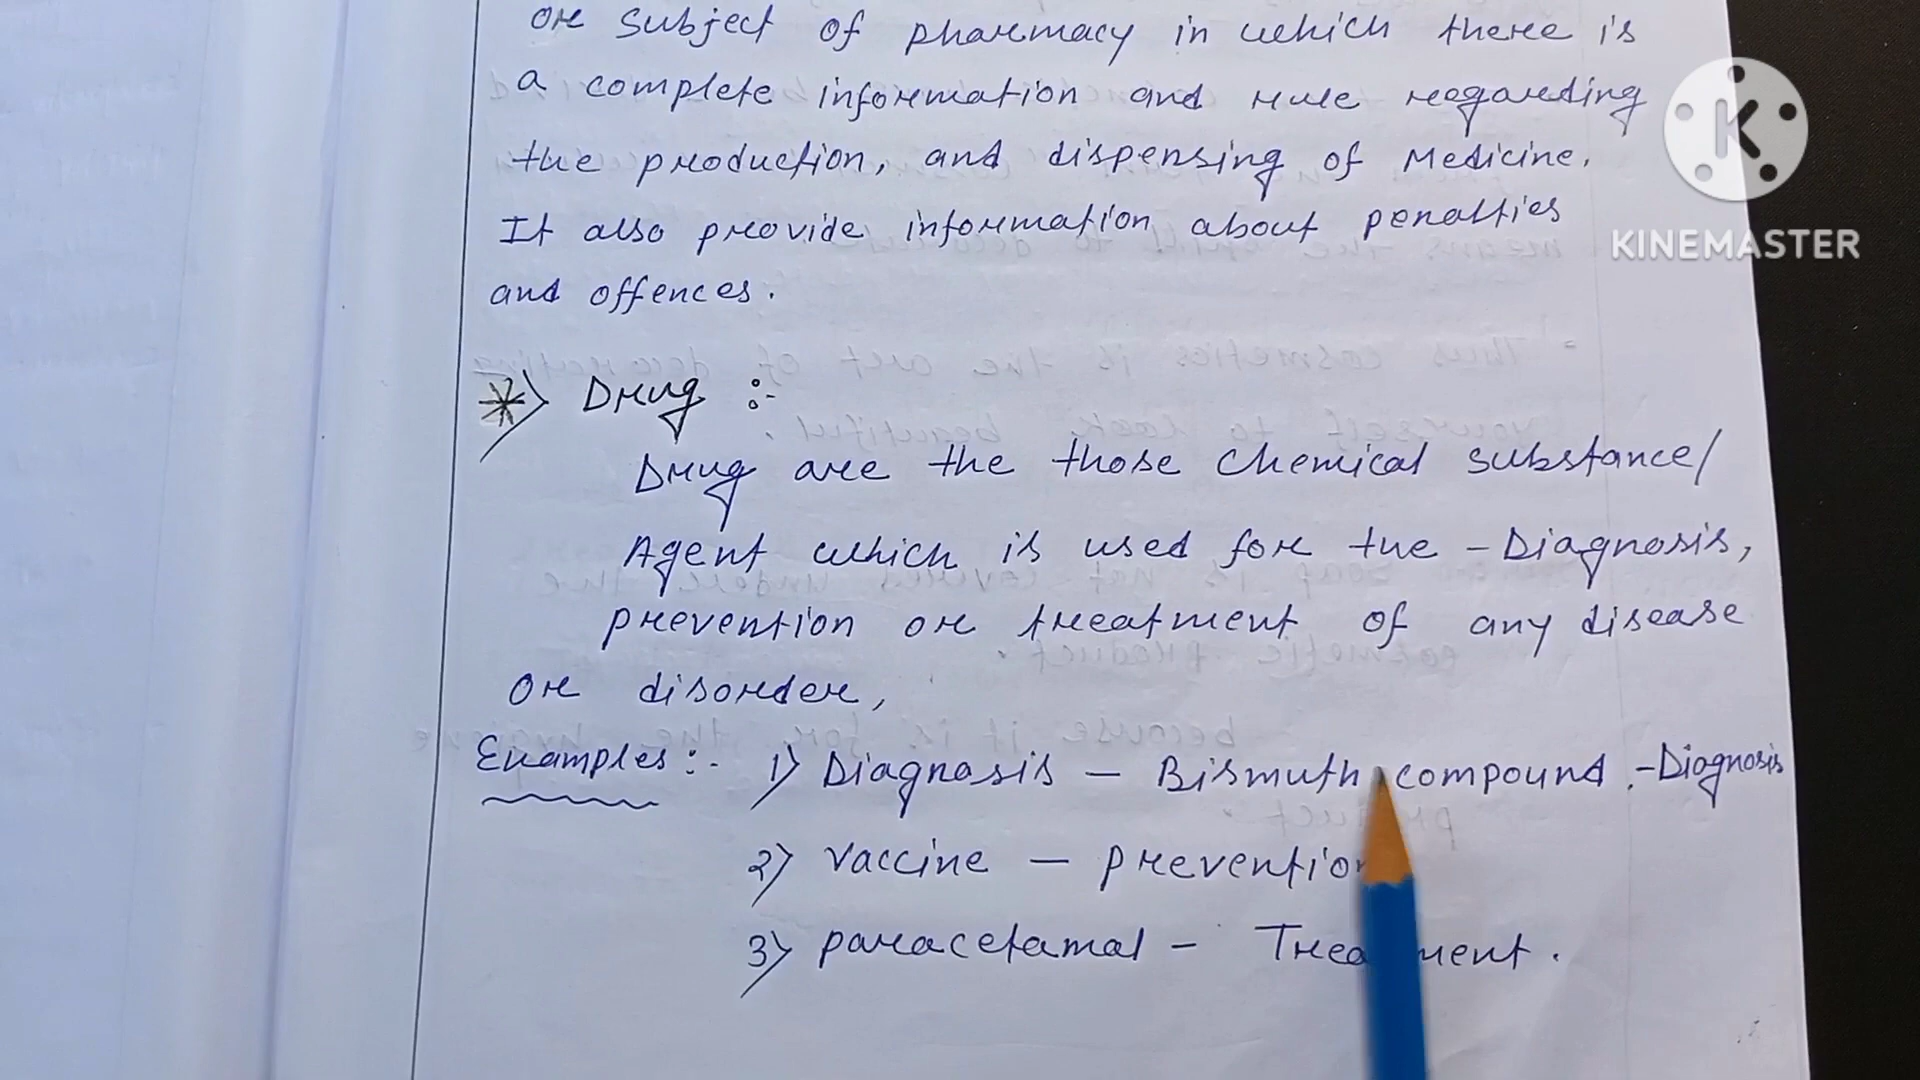 or subject of pharmacy in which there is
a complete information and rule regarding
the production, and dispensing of Medicine.
It also provide information about penalties
and offences.
KINEMASTER
*) Drug :-
Drug are the those chemical substance/
Agent which is used for the - Diagnosis,
prevention or treatment of any disease
or disorder,
Examples :- 1) Diagnosis - Bismuth compound. - Diagnosis
2) vaccine - prevention
3) paracetamal - Treatment.